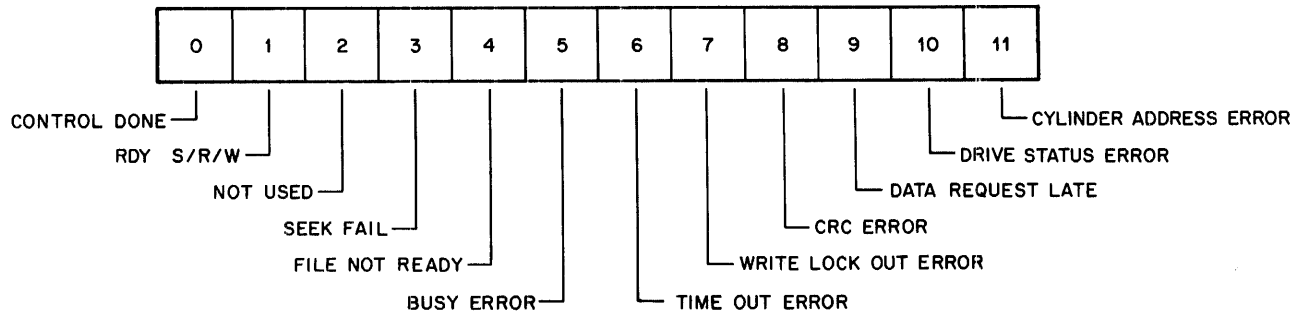 0 1 2 3 4 5 6 7 8 9 10 11
CONTROL DONE
CYLINDER ADDRESS ERROR
RDY S/R/W
DRIVE STATUS ERROR
NOT USED
DATA REQUEST LATE
SEEK FAIL
CRC ERROR
FILE NOT READY
WRITE LOCK OUT ERROR
BUSY ERROR
TIME OUT ERROR